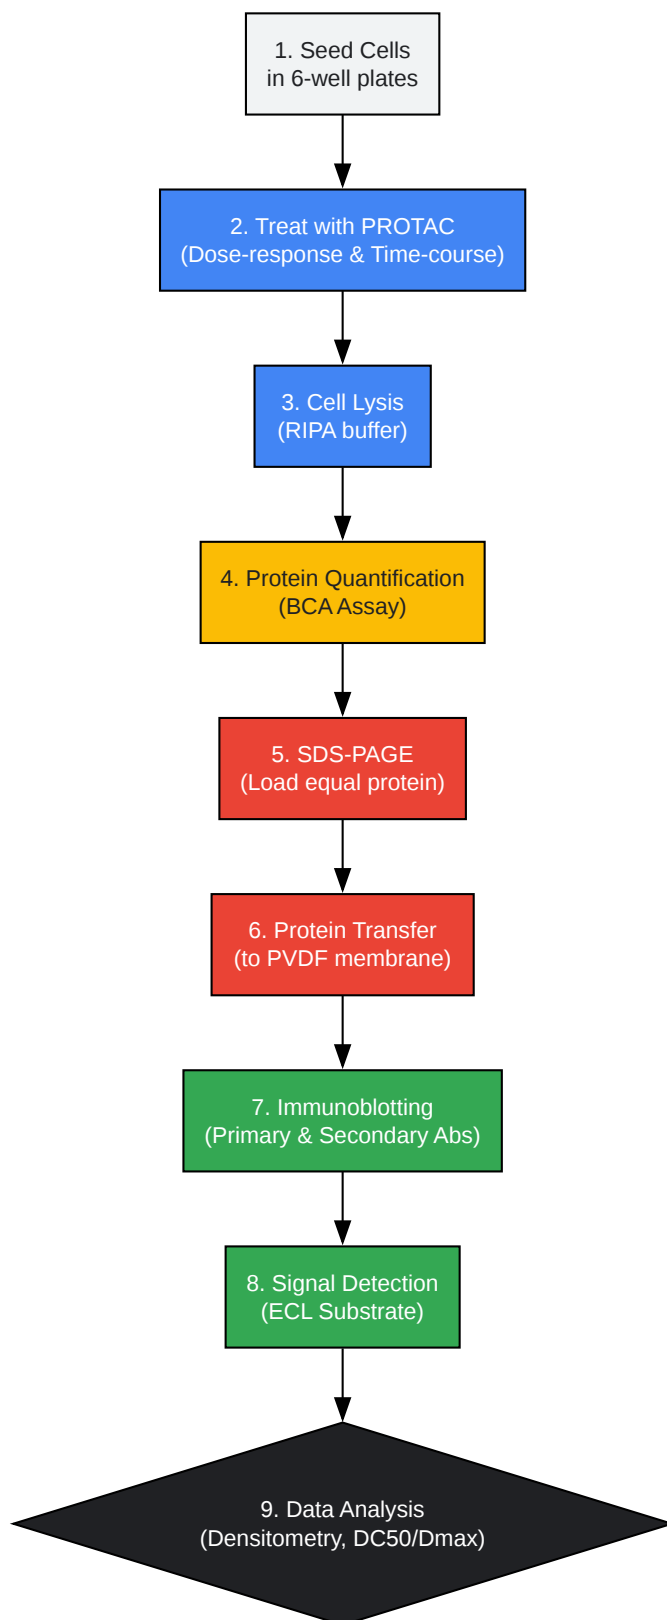 1. Seed Cells
in 6-well plates
2. Treat with PROTAC
(Dose-response & Time-course)
3. Cell Lysis
(RIPA buffer)
4. Protein Quantification
(BCA Assay)
5. SDS-PAGE
(Load equal protein)
6. Protein Transfer
(to PVDF membrane)
7. Immunoblotting
(Primary & Secondary Abs)
8. Signal Detection
(ECL Substrate)
9. Data Analysis
(Densitometry, DC50/Dmax)